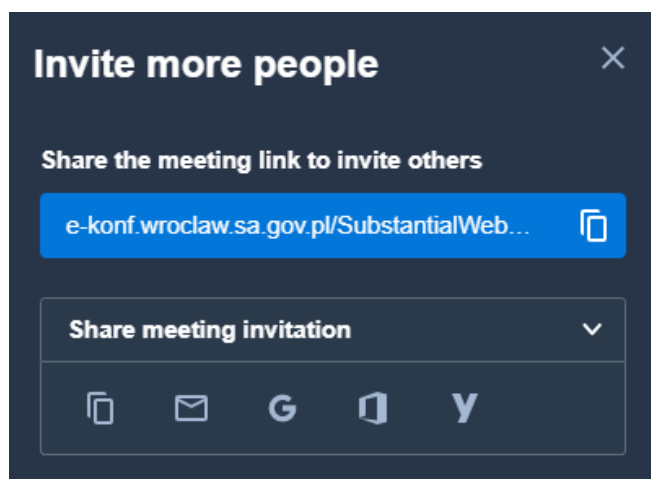 Invite more people
Share the meeting link to invite others
e-konf.wroclaw.sa.gov.pl/SubstantialWeb...
Share meeting invitation